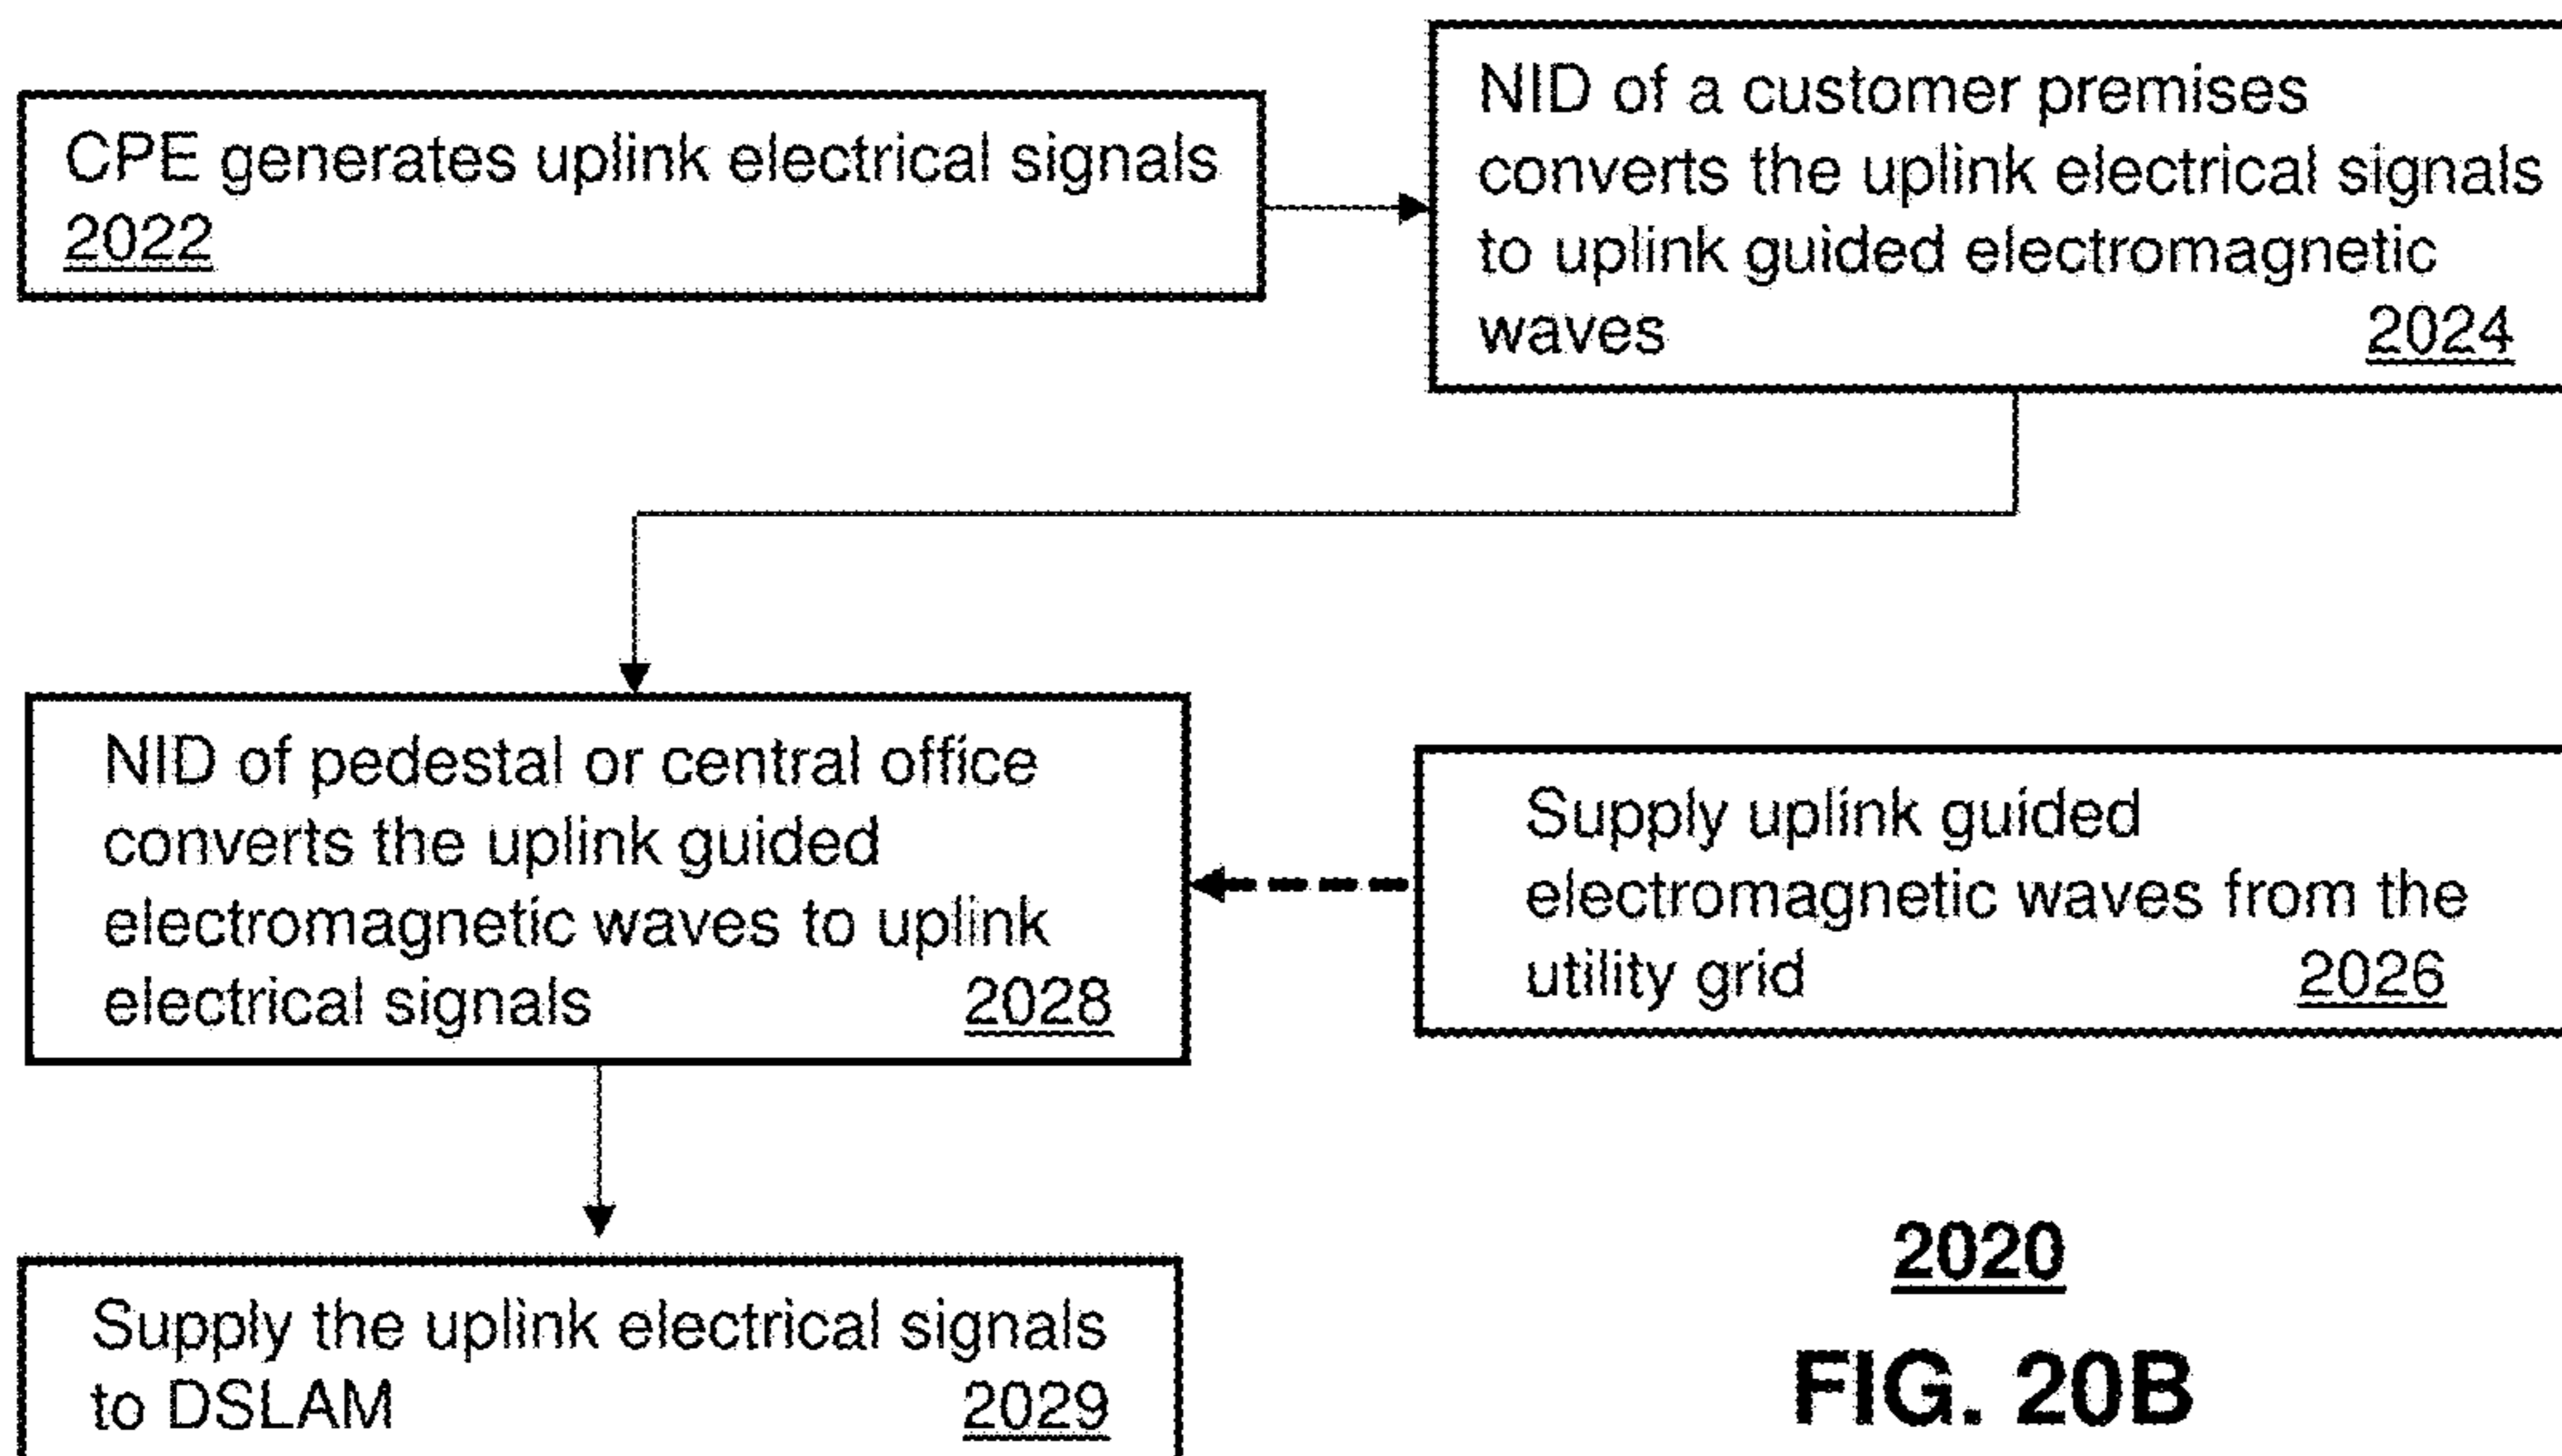 CPE generates uplink electrical signals
2022
NID of a customer premises
converts the uplink electrical signals
to uplink guided electromagnetic
waves 2024
NID of pedestal or central office
converts the uplink guided
electromagnetic waves to uplink
electrical signals 2028
Supply uplink guided
electromagnetic waves from the
utility grid 2026
Supply the uplink electrical signals
to DSLAM 2029
2020
FIG. 20B